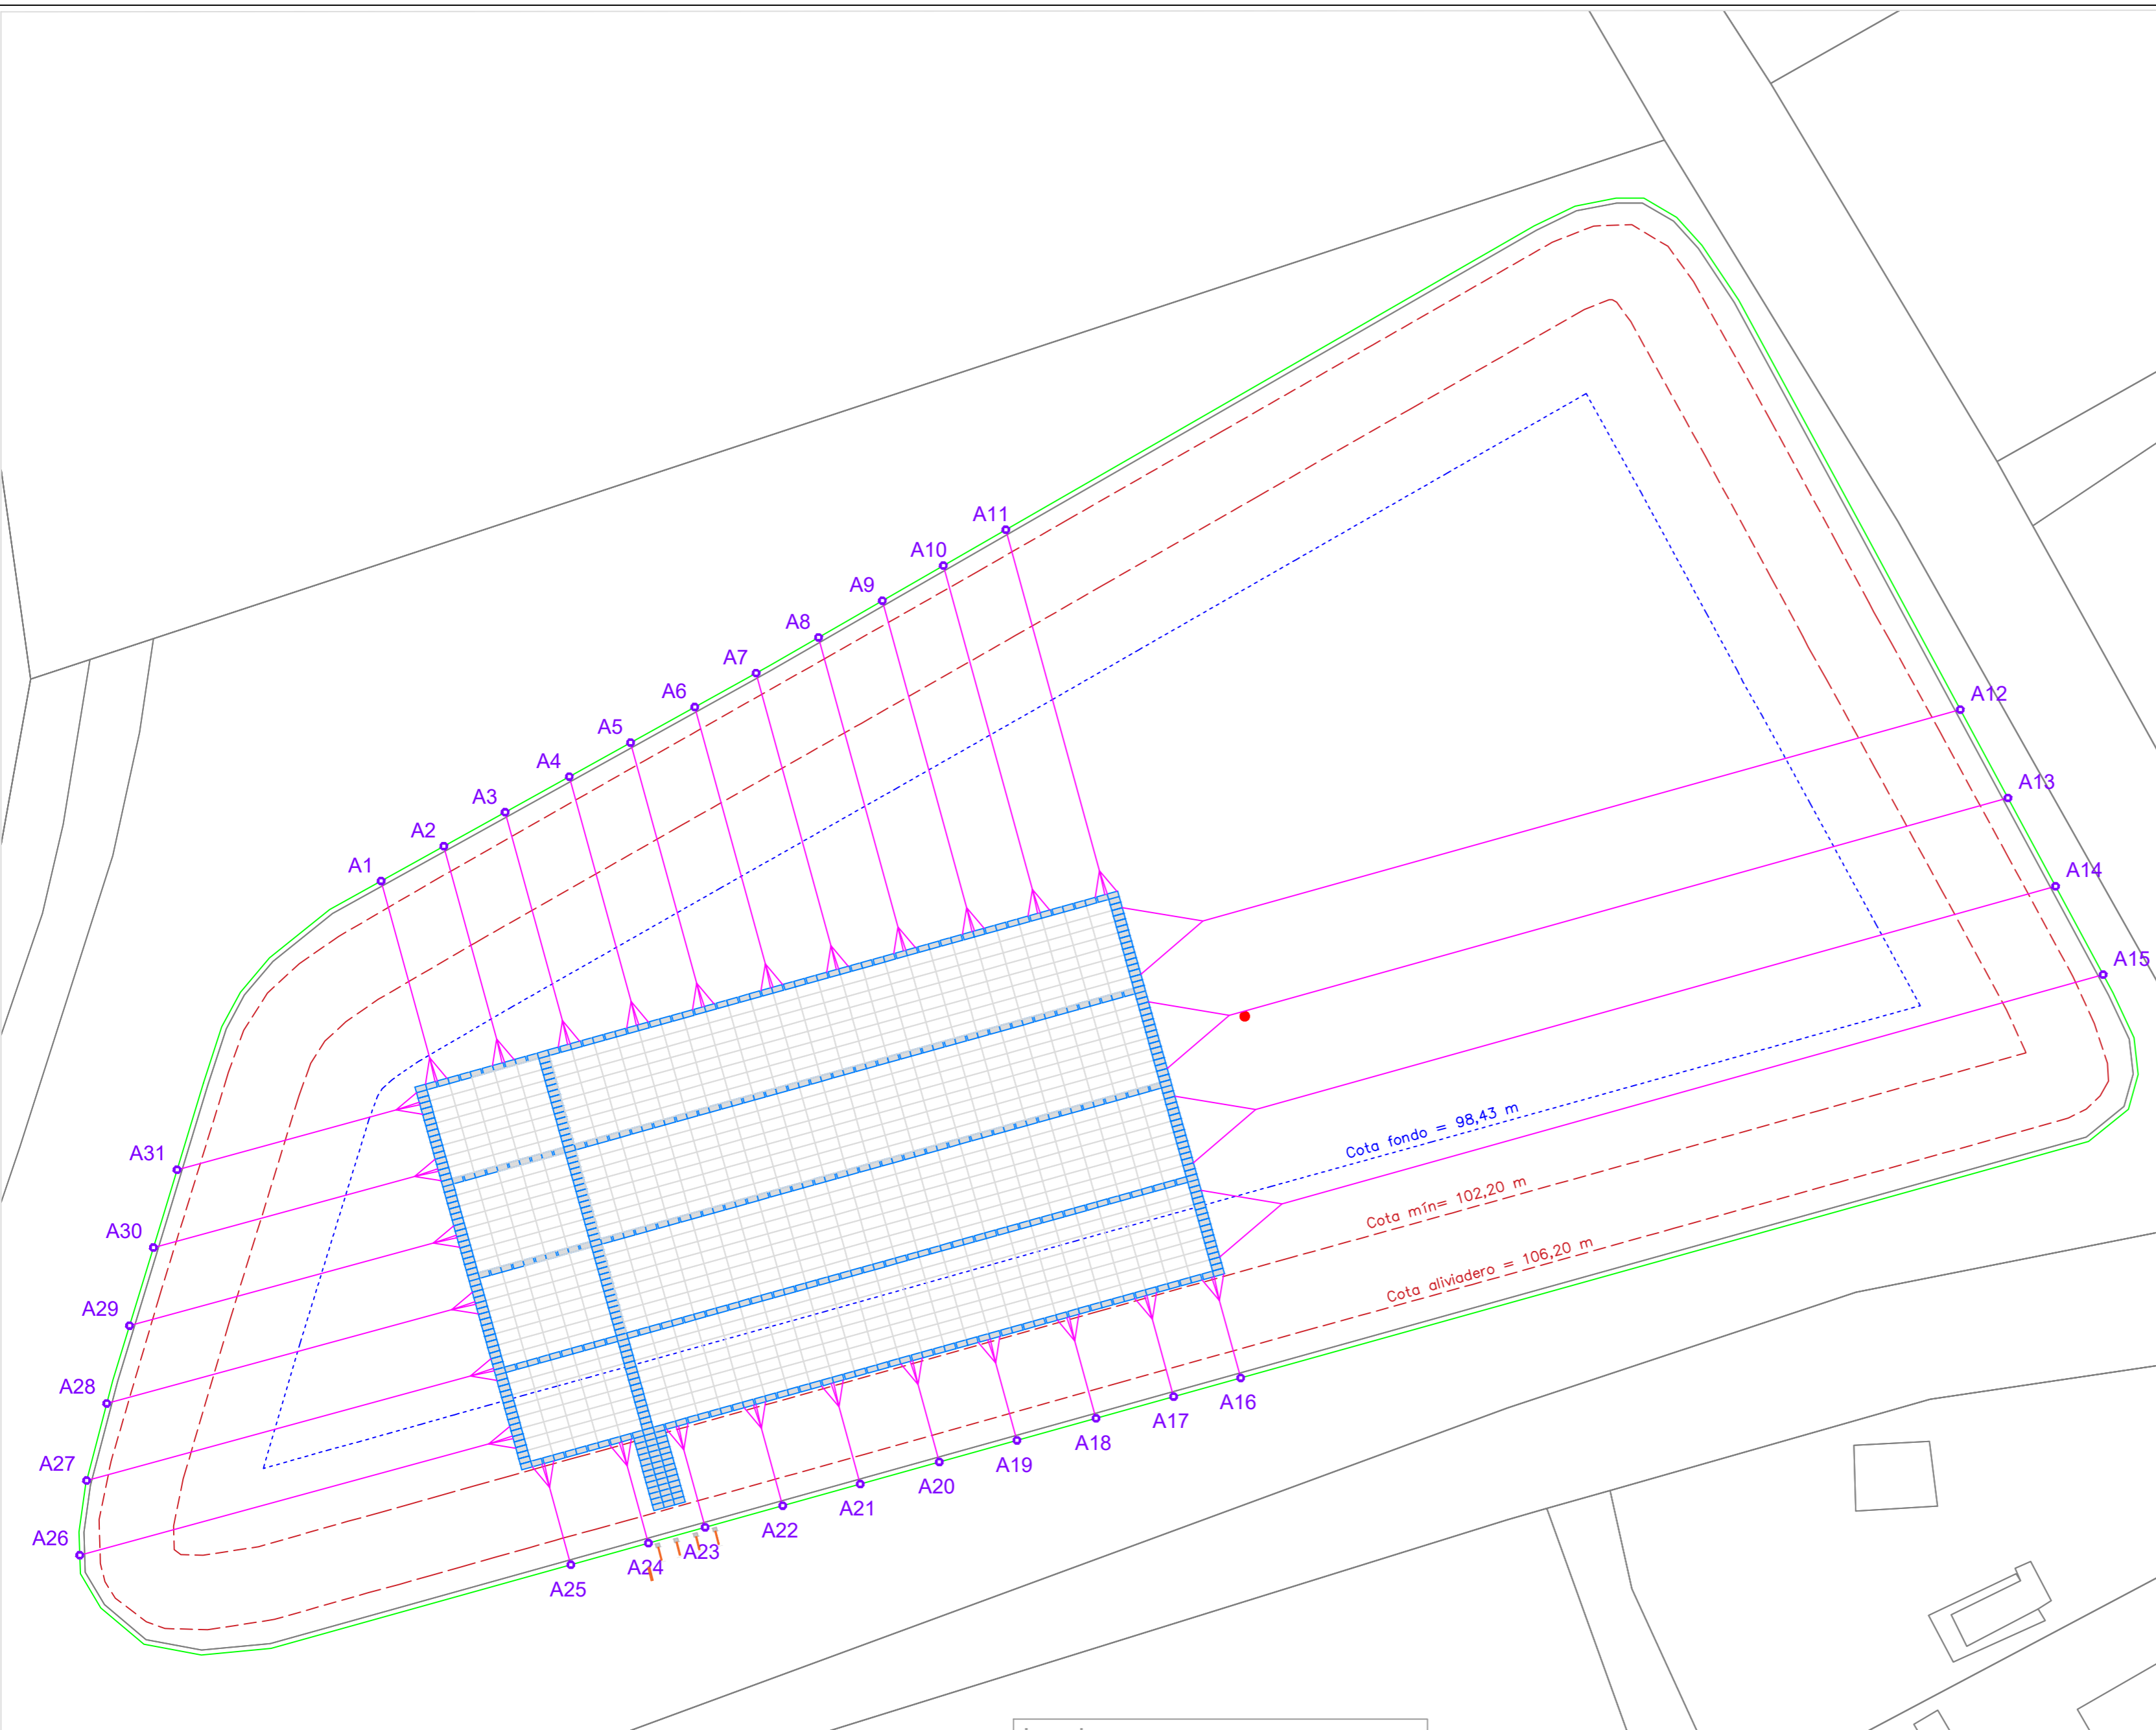 A11
A10
A9
A8
A7
A6
A5
A4
A3
A2
A1
A12
A13
A14
A15
A31
A30
A29
A28
A27
A26
Cota fondo = 98,43 m
Cota mín= 102,20 m
Cota aliviadero = 106,20 m
A16
A17
A18
A19
A20
A21
A22
A23
A24
A25